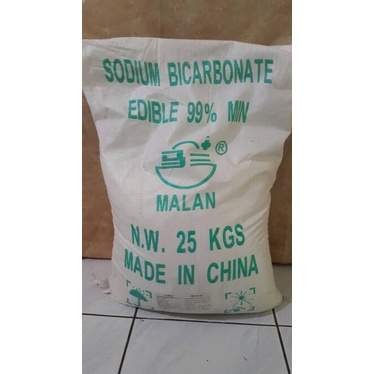 SODIUM BICARBONATE
EDIBLE 99% MIN
®
MALAN
N.W. 25 KGS
MADE IN CHINA